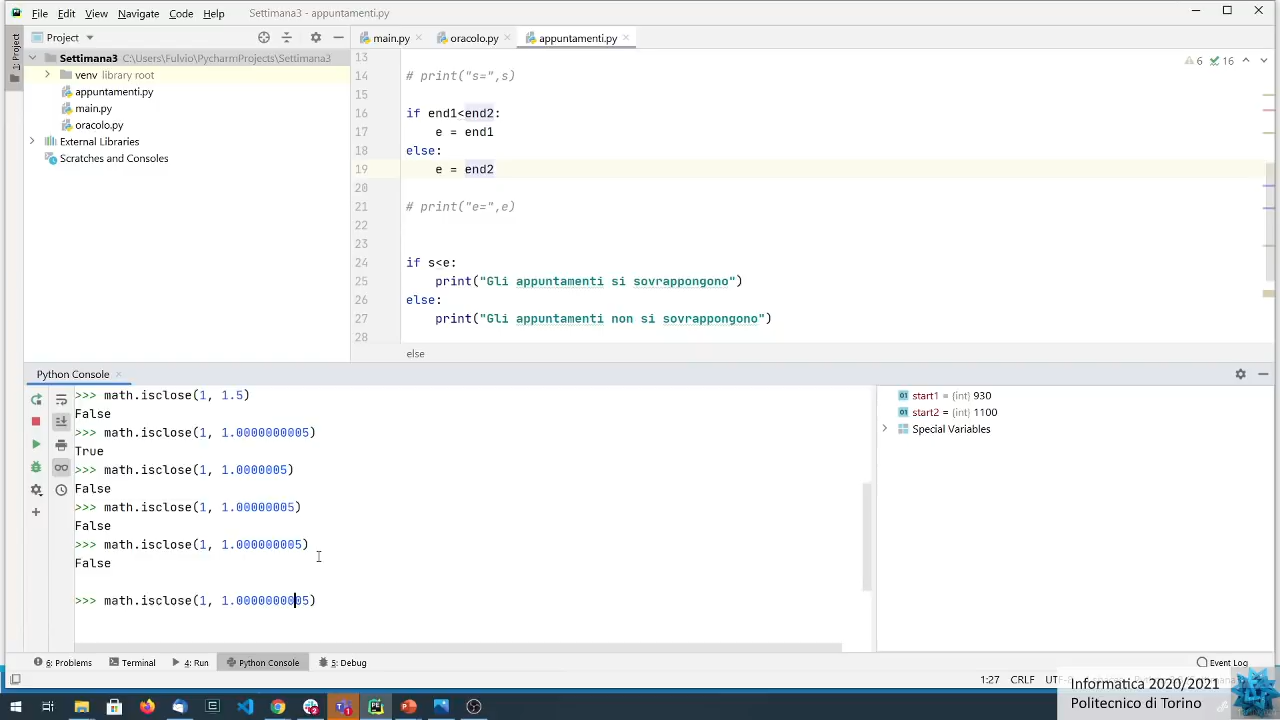 File Edit View Navigate Code Help Settimana3 - appuntamenti.py
Project
main.py
oracolo.py
appuntamenti.py
Project
Settimana3 C:\Users\Fulvio\PycharmProjects\Settimana3
venv library root
appuntamenti.py
main.py
oracolo.py
External Libraries
Scratches and Consoles
6 16
13
14 # print("s=",s)
15
16 if end1<end2:
17 e = end1
18 else:
19 e = end2
20
21 # print("e=",e)
22
23
24 if s<e:
25 print("Gli appuntamenti si sovrappongono")
26 else:
27 print("Gli appuntamenti non si sovrappongono")
28
else
Python Console
>>> math.isclose(1, 1.5)
False
>>> math.isclose(1, 1.0000000005)
True
>>> math.isclose(1, 1.0000005)
False
>>> math.isclose(1, 1.00000005)
False
>>> math.isclose(1, 1.000000005)
False
>>> math.isclose(1, 1.0000000005)
start1 = {int} 930
start2 = {int} 1100
Special Variables
6: Problems Terminal 4: Run Python Console 5: Debug Event Log
1:27 CRLF
Informatica 2020/2021
Politecnico di Torino